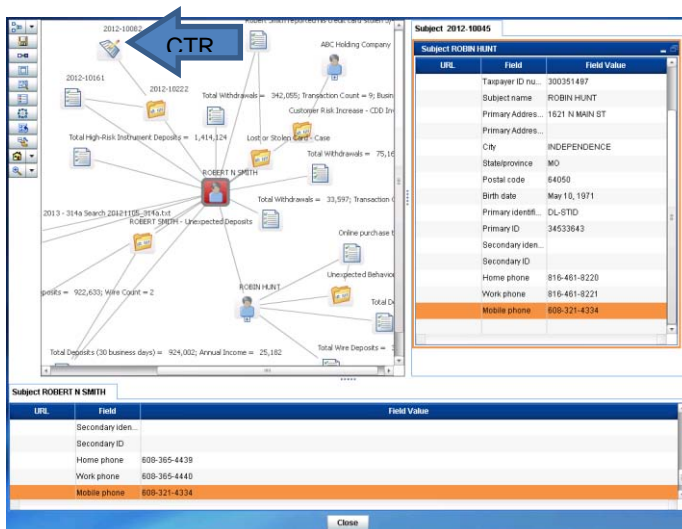 2012-10082
Robert Smith reported his credit card stolen
CTR
ABC Holding Company
2012-10161
2012-10222
Total Withdrawals = 342,055; Transaction Count = 9; Busin
Customer Risk Increase - CDD In
Total High-Risk Instrument Deposits = 1,414,124
Lost or Stolen Card - Case
Total Withdrawals = 75,16
ROBERT N SMITH
Total Withdrawals = 33,597; Transaction
2013 - 314a Search 20121105_314a.txt
ROBERT SMITH - Unexpected Deposits
Online purchase
Unexpected Behavio
posits = 922,633; Wire Count = 2
ROBIN HUNT
Total D
Total Wire Deposits =
Total Deposits (30 business days) = 924,002; Annual Income = 25,182
Subject 2012-10045
Subject ROBIN HUNT
URL Field Field Value
Taxpayer ID nu... 300351497
Subject name ROBIN HUNT
Primary Addres... 1621 N MAIN ST
Primary Addres...
City INDEPENDENCE
State/province MO
Postal code 64050
Birth date May 10, 1971
Primary identifi... DL-STID
Primary ID 34533643
Secondary iden...
Secondary ID
Home phone 816-461-8220
Work phone 816-461-8221
Mobile phone 608-321-4334
Subject ROBERT N SMITH
URL Field Field Value
Secondary iden...
Secondary ID
Home phone 608-365-4439
Work phone 608-365-4440
Mobile phone 608-321-4334
Close